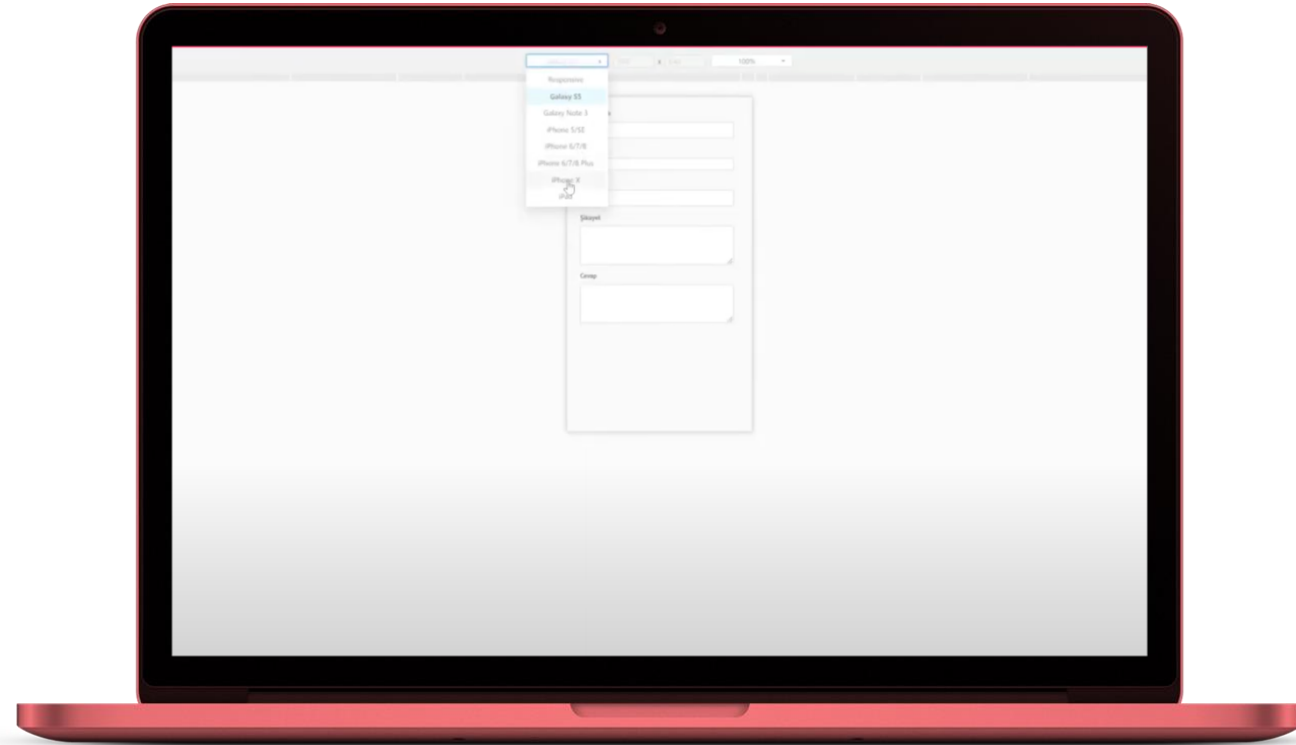 100%
Responsive
Galaxy S5
Galaxy Note 3
iPhone 5/SE
iPhone 6/7/8
iPhone 6/7/8 Plus
iPhone X
iPad
Şikayet
Cevap